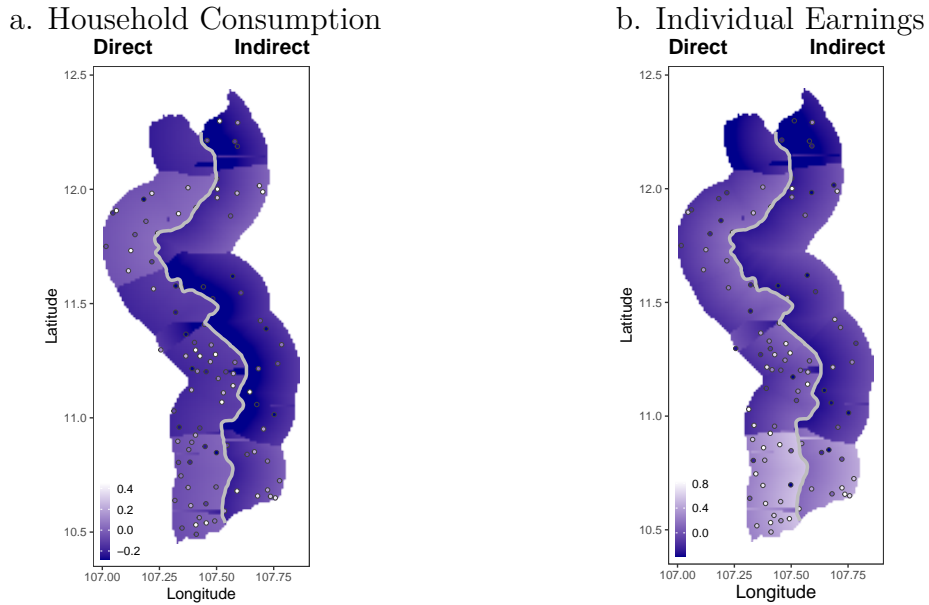 a. Household Consumption
Direct Indirect
12.5
12.0
11.5
11.0
10.5
Latitude
0.4
0.2
0.0
−0.2
107.00 107.25 107.50 107.75
Longitude
b. Individual Earnings
Direct Indirect
12.5
12.0
11.5
11.0
10.5
Latitude
0.8
0.4
0.0
107.00 107.25 107.50 107.75
Longitude